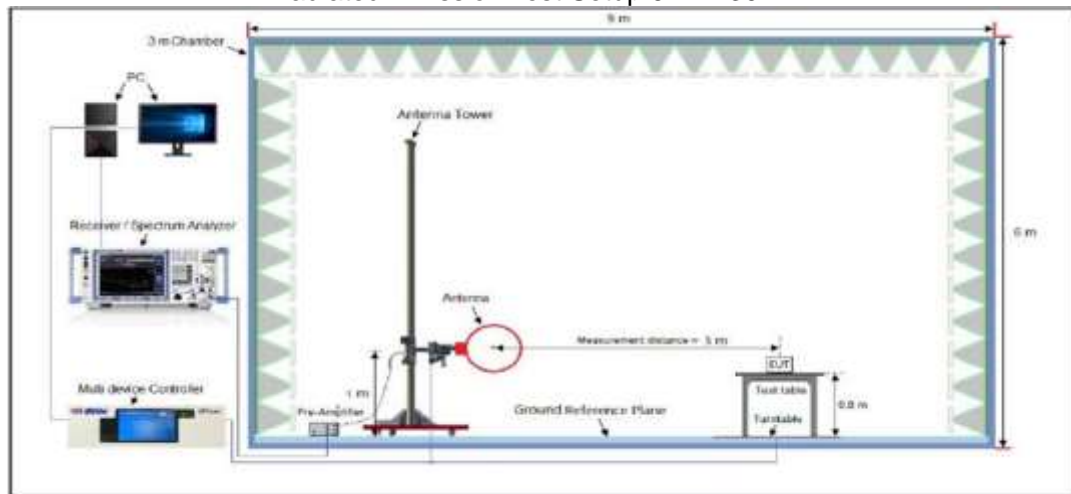 9 m
3 m Chamber
PC
Antenna Tower
Receiver / Spectrum Analyzer
6 m
Antenna
Measurement distance =
m
EUT
Multi device Controller
1 m
Test table
0.8 m
Pre-Amplifier
Ground Reference Plane
Turntable